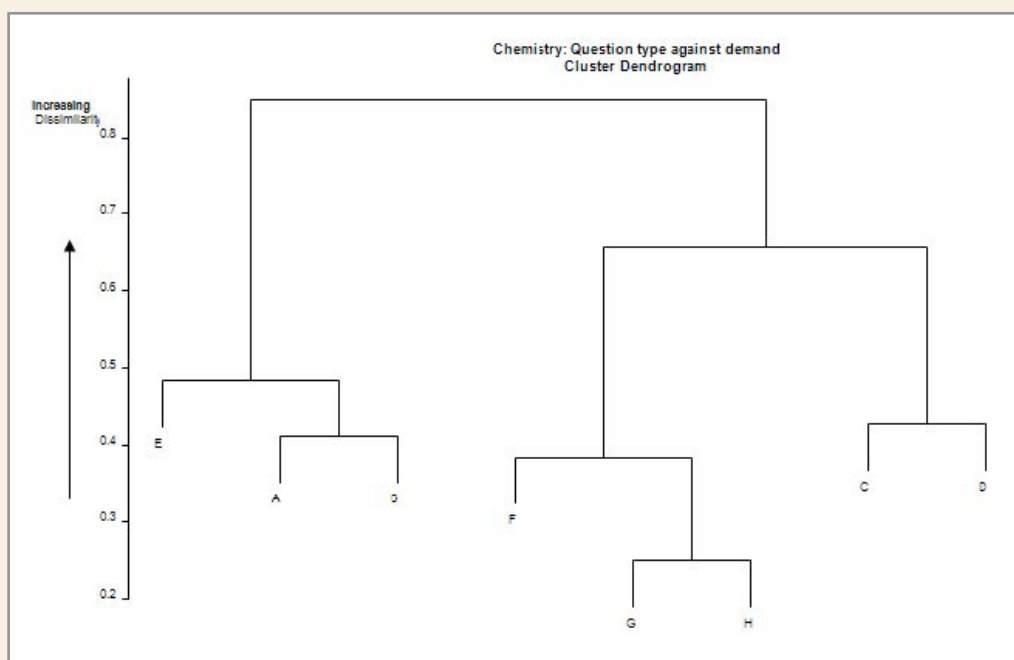 Chemistry: Question type against demand
Cluster Dendrogram
Increasing
Dissimilarity
0.8
0.7
0.6
0.5
0.4
0.3
0.2
E
A
F
G
H
C
D